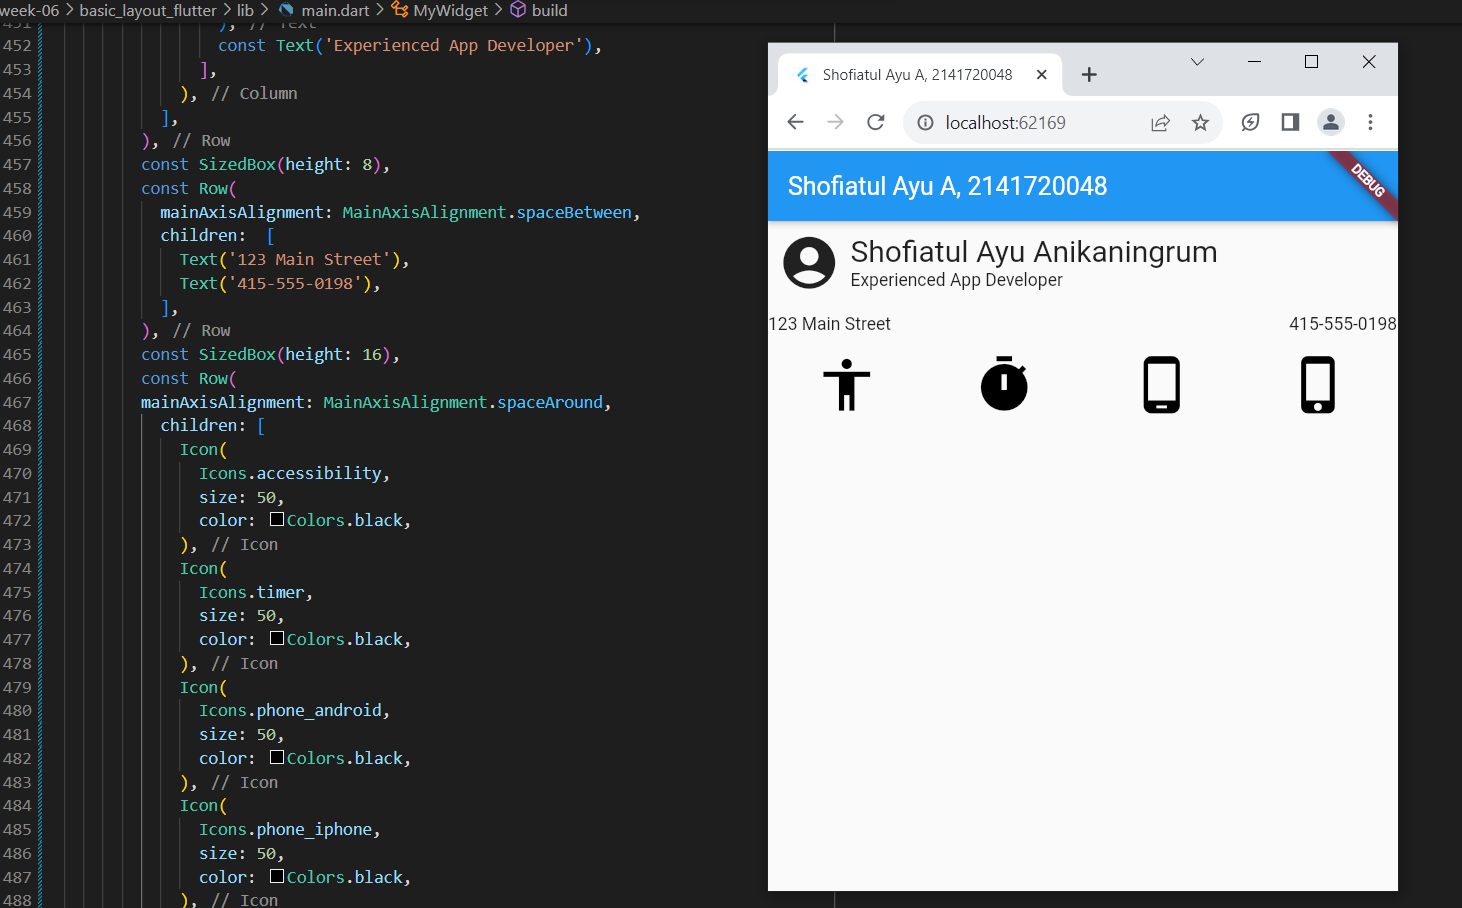 week-06 > basic_layout_flutter > lib > main.dart > MyWidget > build
451 ), // Text
452 const Text('Experienced App Developer'),
453 ],
454 ), // Column
455 ],
456 ), // Row
457 const SizedBox(height: 8),
458 const Row(
459 mainAxisAlignment: MainAxisAlignment.spaceBetween,
460 children:  [
461 Text('123 Main Street'),
462 Text('415-555-0198'),
463 ],
464 ), // Row
465 const SizedBox(height: 16),
466 const Row(
467 mainAxisAlignment: MainAxisAlignment.spaceAround,
468 children: [
469 Icon(
470 Icons.accessibility,
471 size: 50,
472 color: Colors.black,
473 ), // Icon
474 Icon(
475 Icons.timer,
476 size: 50,
477 color: Colors.black,
478 ), // Icon
479 Icon(
480 Icons.phone_android,
481 size: 50,
482 color: Colors.black,
483 ), // Icon
484 Icon(
485 Icons.phone_iphone,
486 size: 50,
487 color: Colors.black,
488 ), // Icon
Shofiatul Ayu A, 2141720048
localhost:62169
Shofiatul Ayu A, 2141720048
DEBUG
Shofiatul Ayu Anikaningrum
Experienced App Developer
123 Main Street 415-555-0198